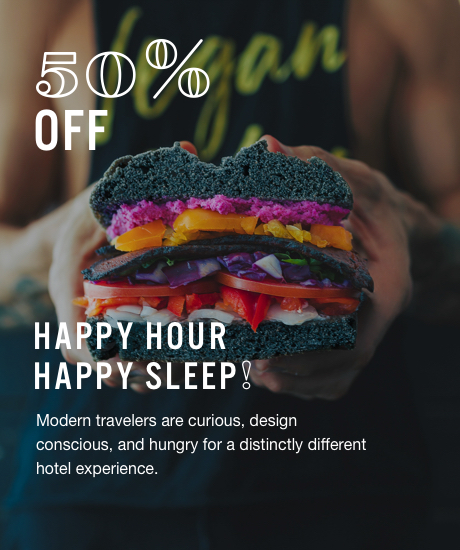 50%
OFF
Vegan
HAPPY HOUR
HAPPY SLEEP!
Modern travelers are curious, design
conscious, and hungry for a distinctly different
hotel experience.